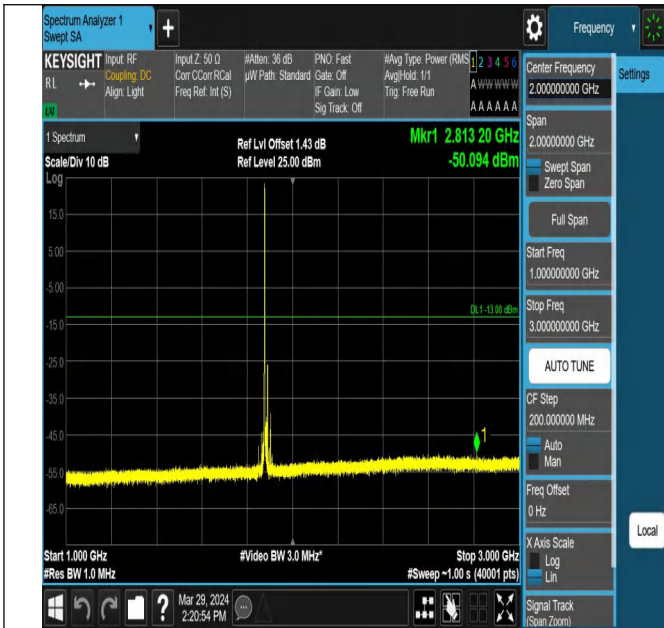 Spectrum Analyzer 1
Swept SA
Frequency
KEYSIGHT
RL
LXI
Input: RF
Coupling: DC
Align: Light
Input Z: 50 Ω
Corr CCorr RCal
Freq Ref: Int (S)
#Atten: 36 dB
µW Path: Standard
PNO: Fast
Gate: Off
IF Gain: Low
Sig Track: Off
#Avg Type: Power (RMS
Avg|Hold: 1/1
Trig: Free Run
1 2 3 4 5 6
A W W W W W
A A A A A A
1 Spectrum
Scale/Div 10 dB
Ref Lvl Offset 1.43 dB
Ref Level 25.00 dBm
Mkr1 2.813 20 GHz
-50.094 dBm
Log
15.0
5.00
-5.00
-15.0
-25.0
-35.0
-45.0
-55.0
-65.0
DL1 -13.00 dBm
1
Start 1.000 GHz
#Res BW 1.0 MHz
#Video BW 3.0 MHz*
Stop 3.000 GHz
#Sweep ~1.00 s (40001 pts)
Mar 29, 2024
2:20:54 PM
Center Frequency
2.00000000 GHz
Settings
Span
2.00000000 GHz
Swept Span
Zero Span
Full Span
Start Freq
1.000000000 GHz
Stop Freq
3.000000000 GHz
AUTO TUNE
CF Step
200.000000 MHz
Auto
Man
Freq Offset
0 Hz
Local
X Axis Scale
Log
Lin
Signal Track
(Span Zoom)